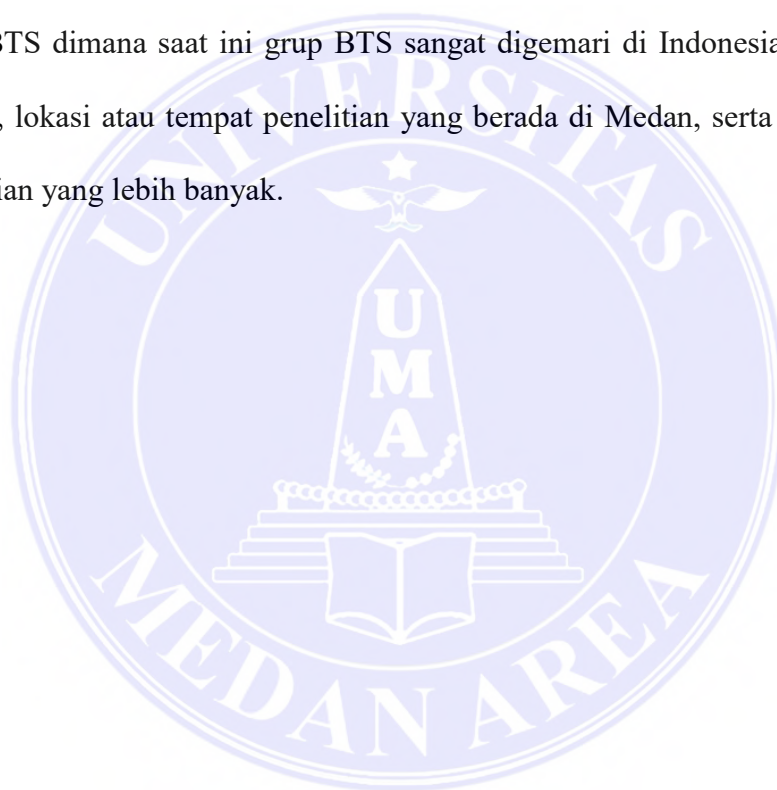 BTS dimana saat ini grup BTS sangat digemari di Indonesia
, lokasi atau tempat penelitian yang berada di Medan, serta
ian yang lebih banyak.
UNIVERSITAS
U
M
A
MEDAN AREA